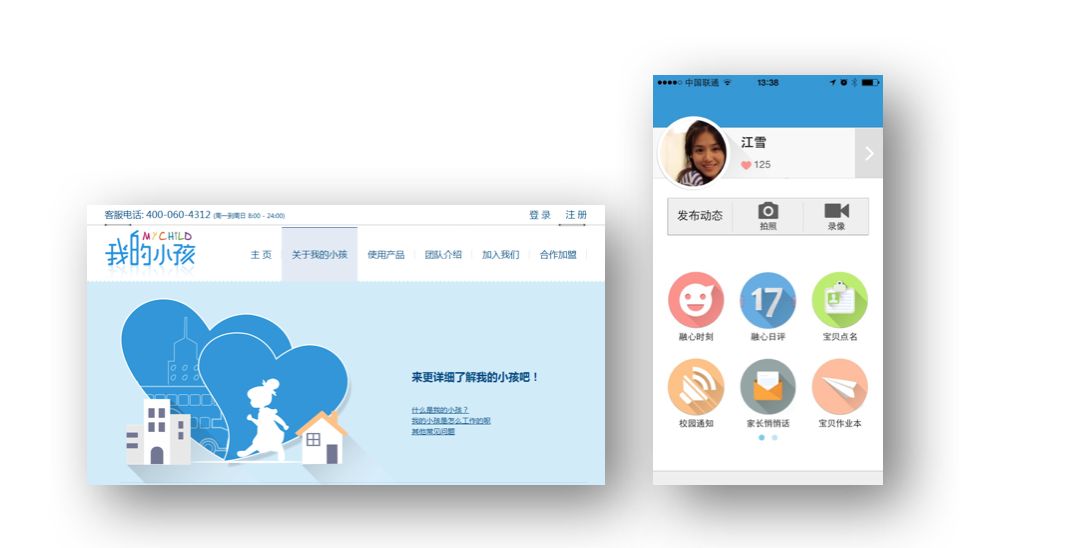 客服电话: 400-060-4312 (周一到周日 8:00 - 24:00)
登 录 注 册
MY CHILD
我的小孩
主 页 关于我的小孩 使用产品 团队介绍 加入我们 合作加盟
来更详细了解我的小孩吧！
什么是我的小孩？
我的小孩是怎么工作的呢
其他常见问题
中国联通 13:38
江雪
125
发布动态 拍照 录像
17
融心时刻 融心日评 宝贝点名
校园通知 家长悄悄话 宝贝作业本